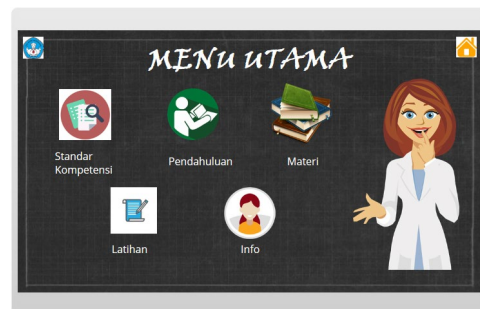 MENU UTAMA
Standar
Kompetensi
Pendahuluan
Materi
Latihan
Info